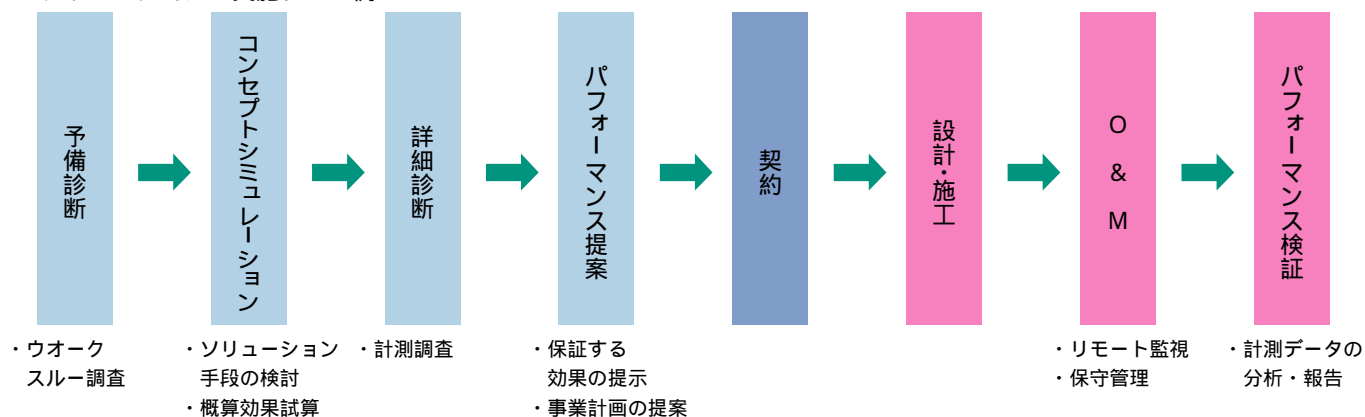 予備診断
コンセプトシミュレーション
詳細診断
パフォーマンス提案
契約
設計・施工
O & M
パフォーマンス検証
・ウオーク
スルー調査
・ソリューション
手段の検討
・概算効果試算
・計測調査
・保証する
効果の提示
・事業計画の提案
・リモート監視
・保守管理
・計測データの
分析・報告